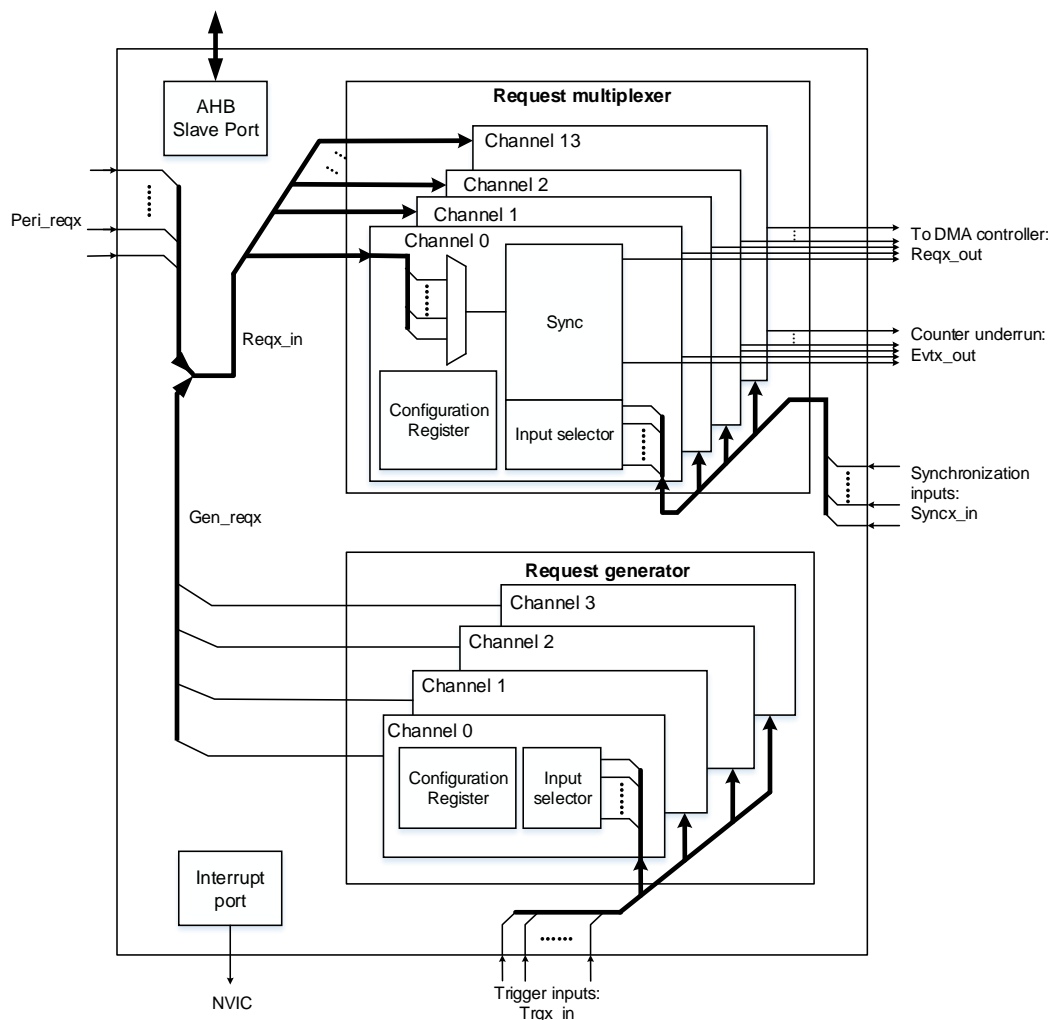 AHB
Slave Port
Request multiplexer
Channel 13
Channel 2
Channel 1
Channel 0
Peri_reqx
To DMA controller:
Reqx_out
Reqx_in
Sync
Counter underrun:
Evtx_out
Configuration
Register
Input selector
Synchronization
inputs:
Syncx_in
Gen_reqx
Request generator
Channel 3
Channel 2
Channel 1
Channel 0
Configuration
Register
Input
selector
Interrupt
port
NVIC
Trigger inputs:
Trgx_in